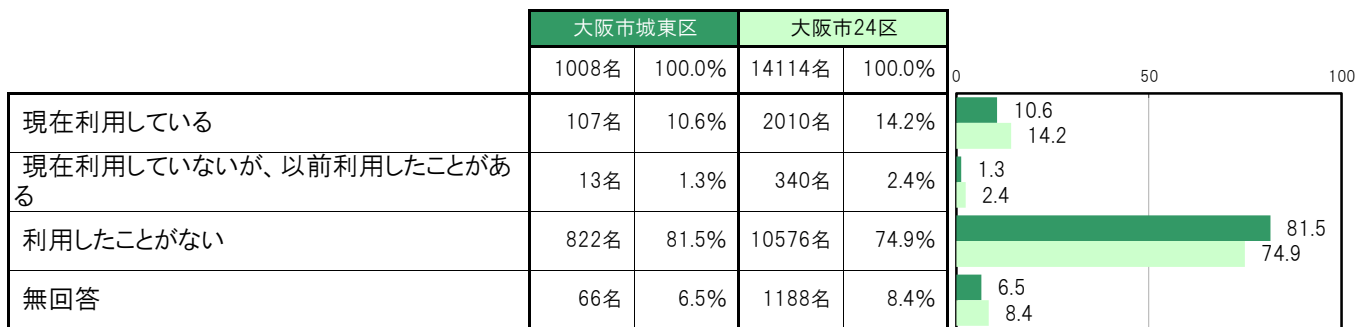 大阪市城東区 大阪市24区
1008名 100.0% 14114名 100.0% 0 50 100
現在利用している 107名 10.6% 2010名 14.2% 10.6
14.2
現在利用していないが、以前利用したことがあ
る 13名 1.3% 340名 2.4% 1.3
2.4
利用したことがない 822名 81.5% 10576名 74.9% 81.5
74.9
無回答 66名 6.5% 1188名 8.4% 6.5
8.4